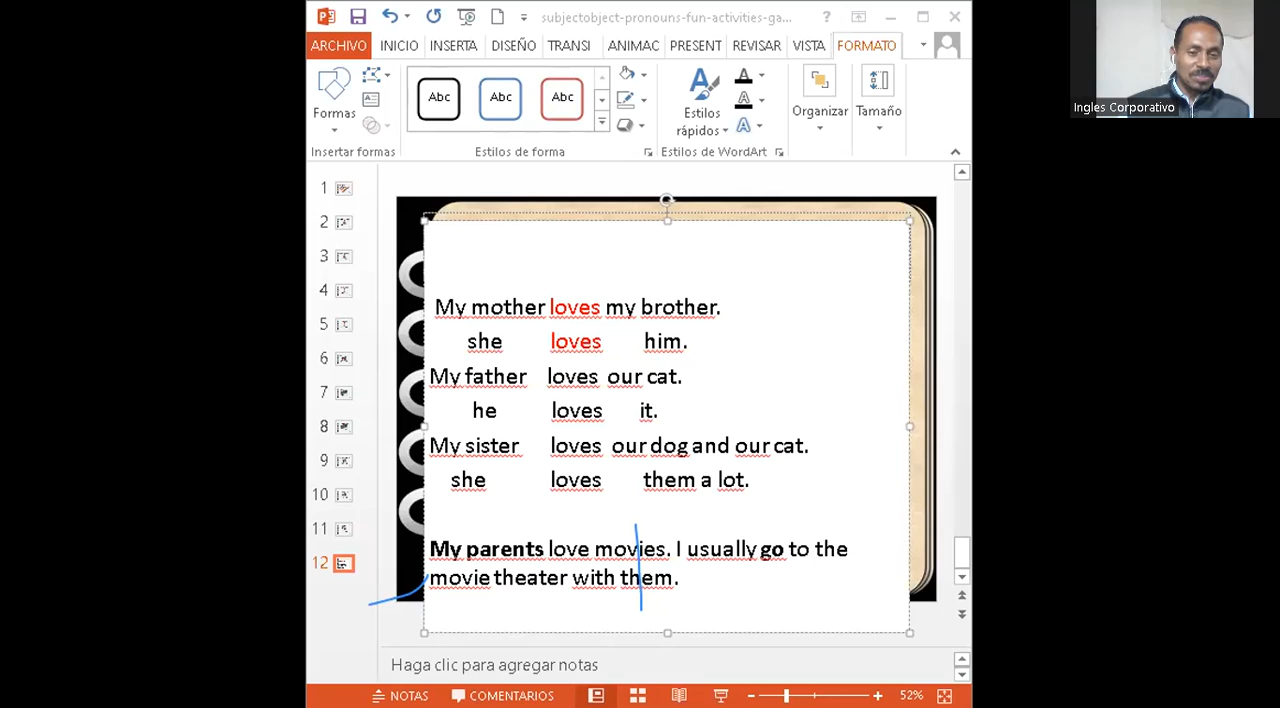 subjectobject-pronouns-fun-activities-ga...
ARCHIVO INICIO INSERTA DISEÑO TRANSI ANIMAC PRESENT REVISAR VISTA FORMATO
Abc Abc Abc
Formas Estilos rápidos Organizar Tamaño
Insertar formas Estilos de forma Estilos de WordArt
Ingles Corporativo
1
2
3
4
5
6
7
8
9
10
11
12
My mother loves my brother.
she loves him.
My father loves our cat.
he loves it.
My sister loves our dog and our cat.
she loves them a lot.
My parents love movies. I usually go to the
movie theater with them.
Haga clic para agregar notas
NOTAS COMENTARIOS 52%